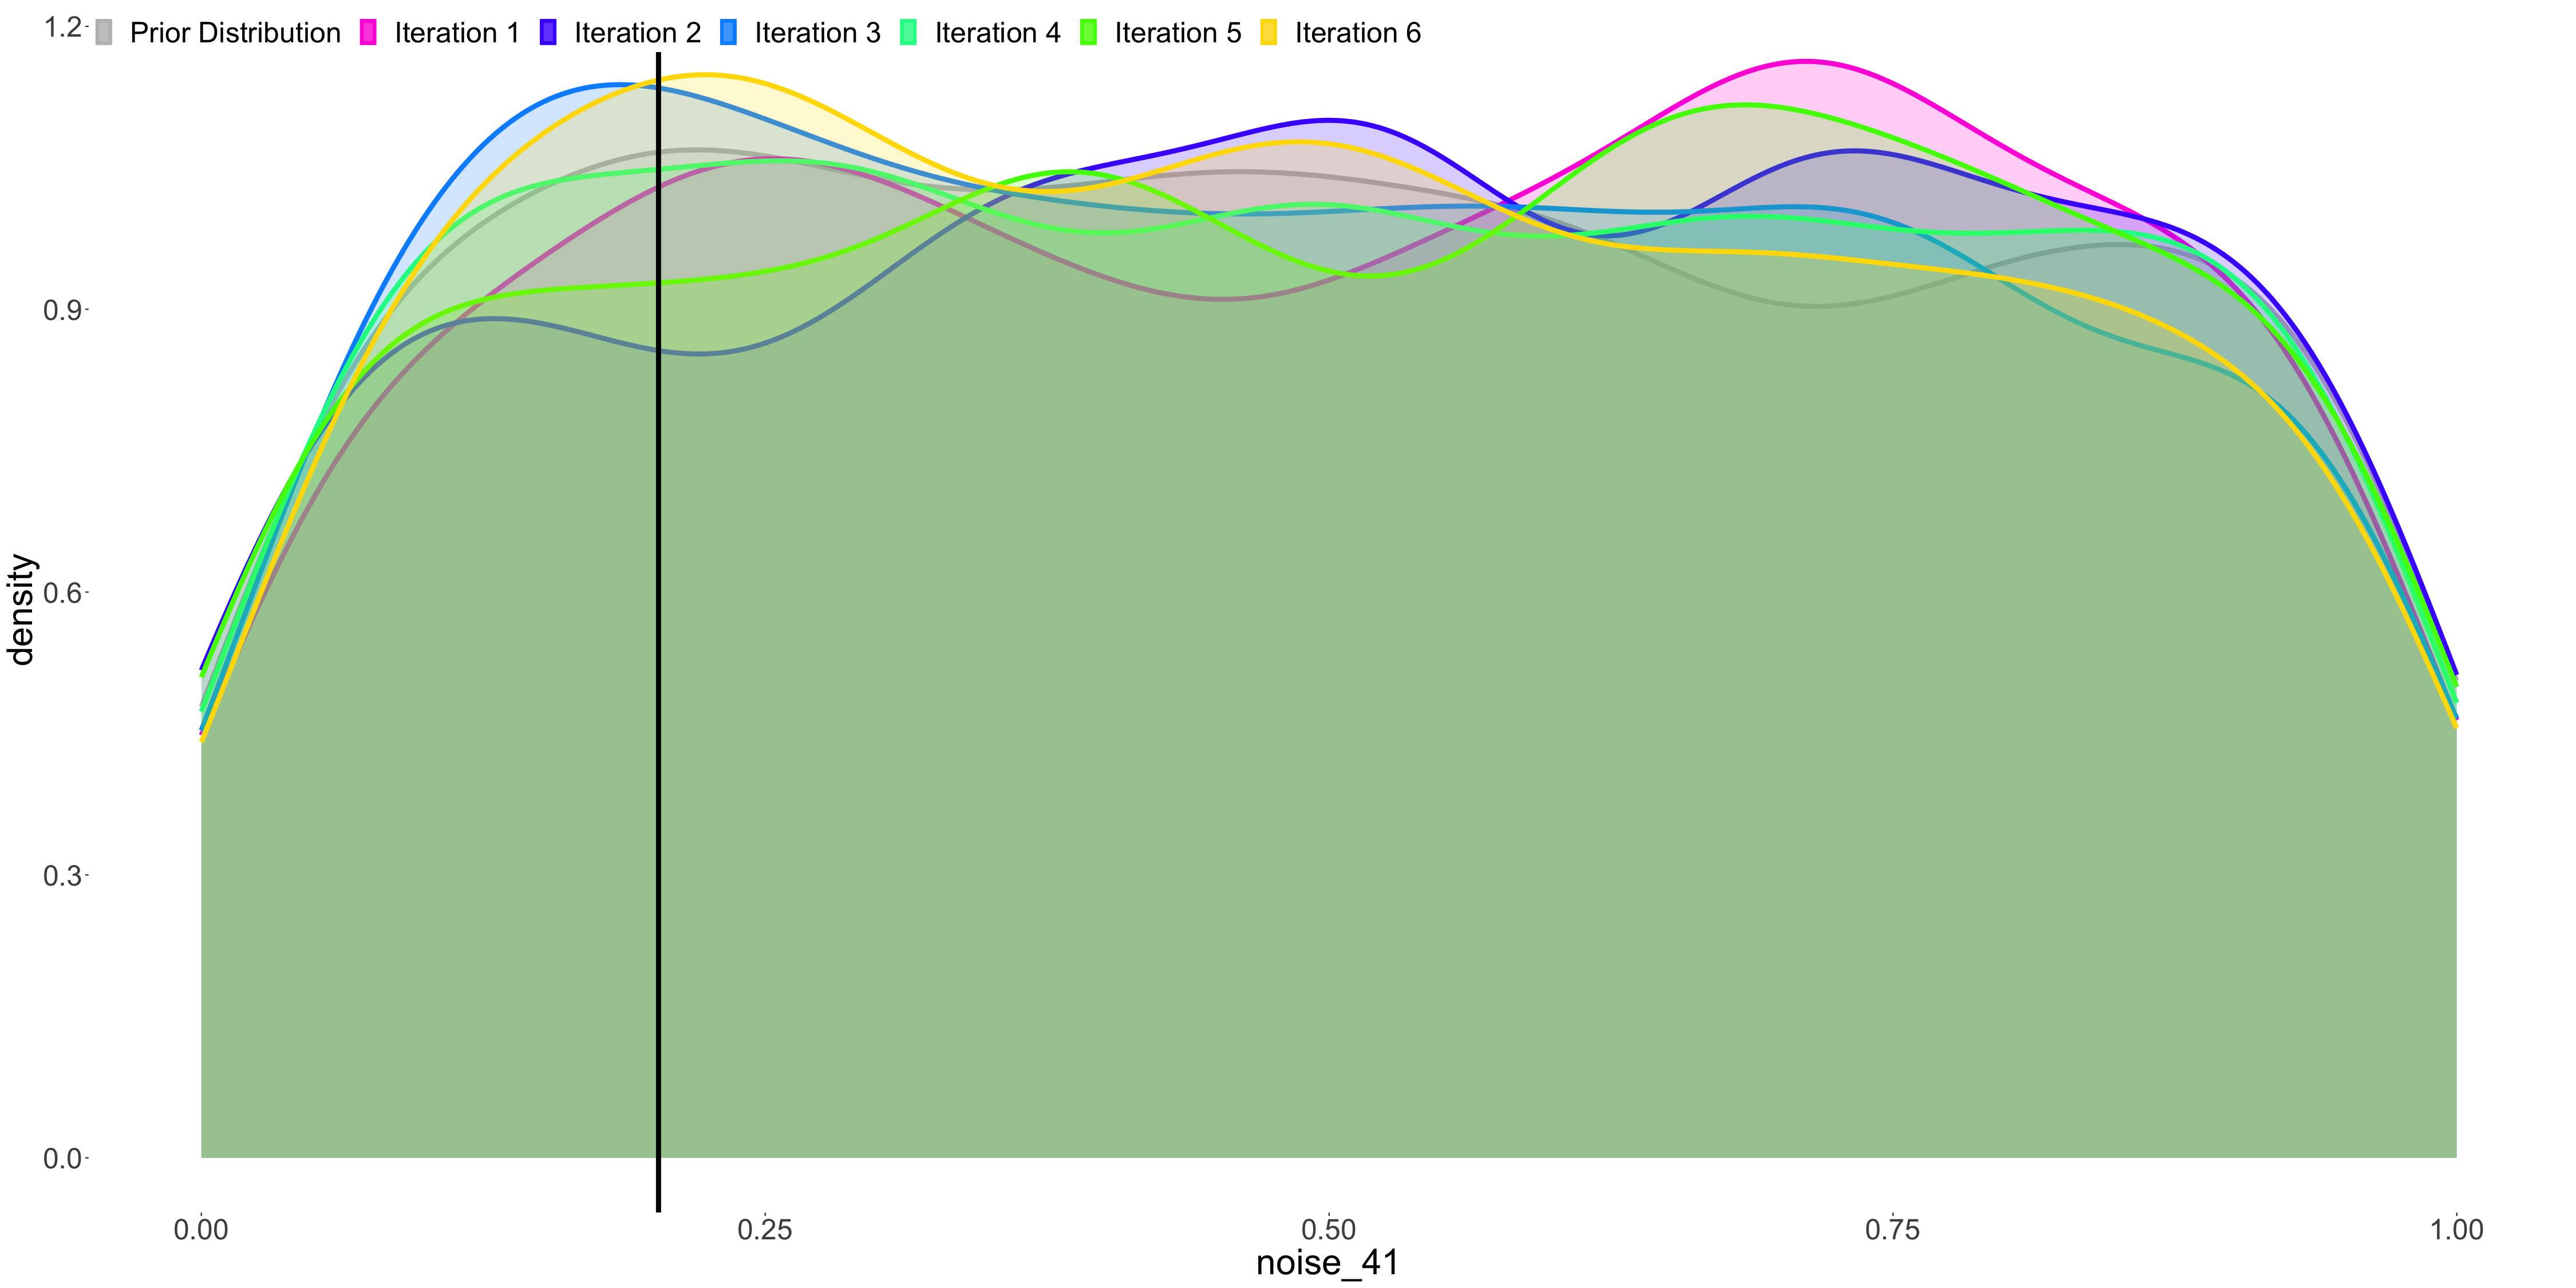 Prior Distribution Iteration 1 Iteration 2 Iteration 3 Iteration 4 Iteration 5 Iteration 6
1.2
0.9
0.6
0.3
0.0
density
0.00 0.25 0.50 0.75 1.00
noise_41